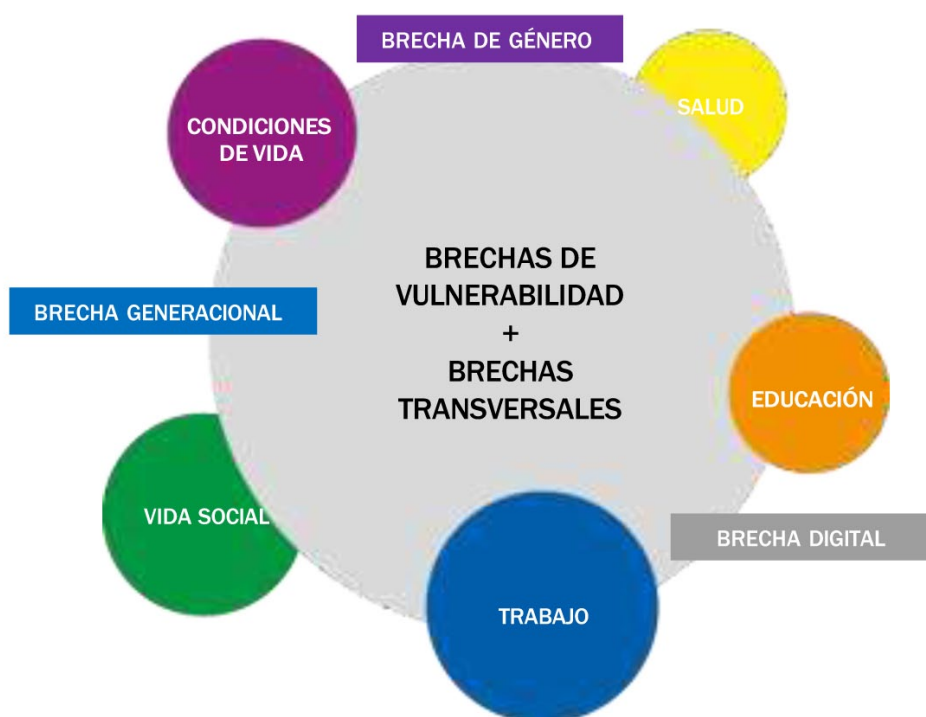 BRECHA DE GÉNERO
SALUD
CONDICIONES
DE VIDA
BRECHAS DE
VULNERABILIDAD
+
BRECHAS
TRANSVERSALES
BRECHA GENERACIONAL
EDUCACIÓN
VIDA SOCIAL
BRECHA DIGITAL
TRABAJO